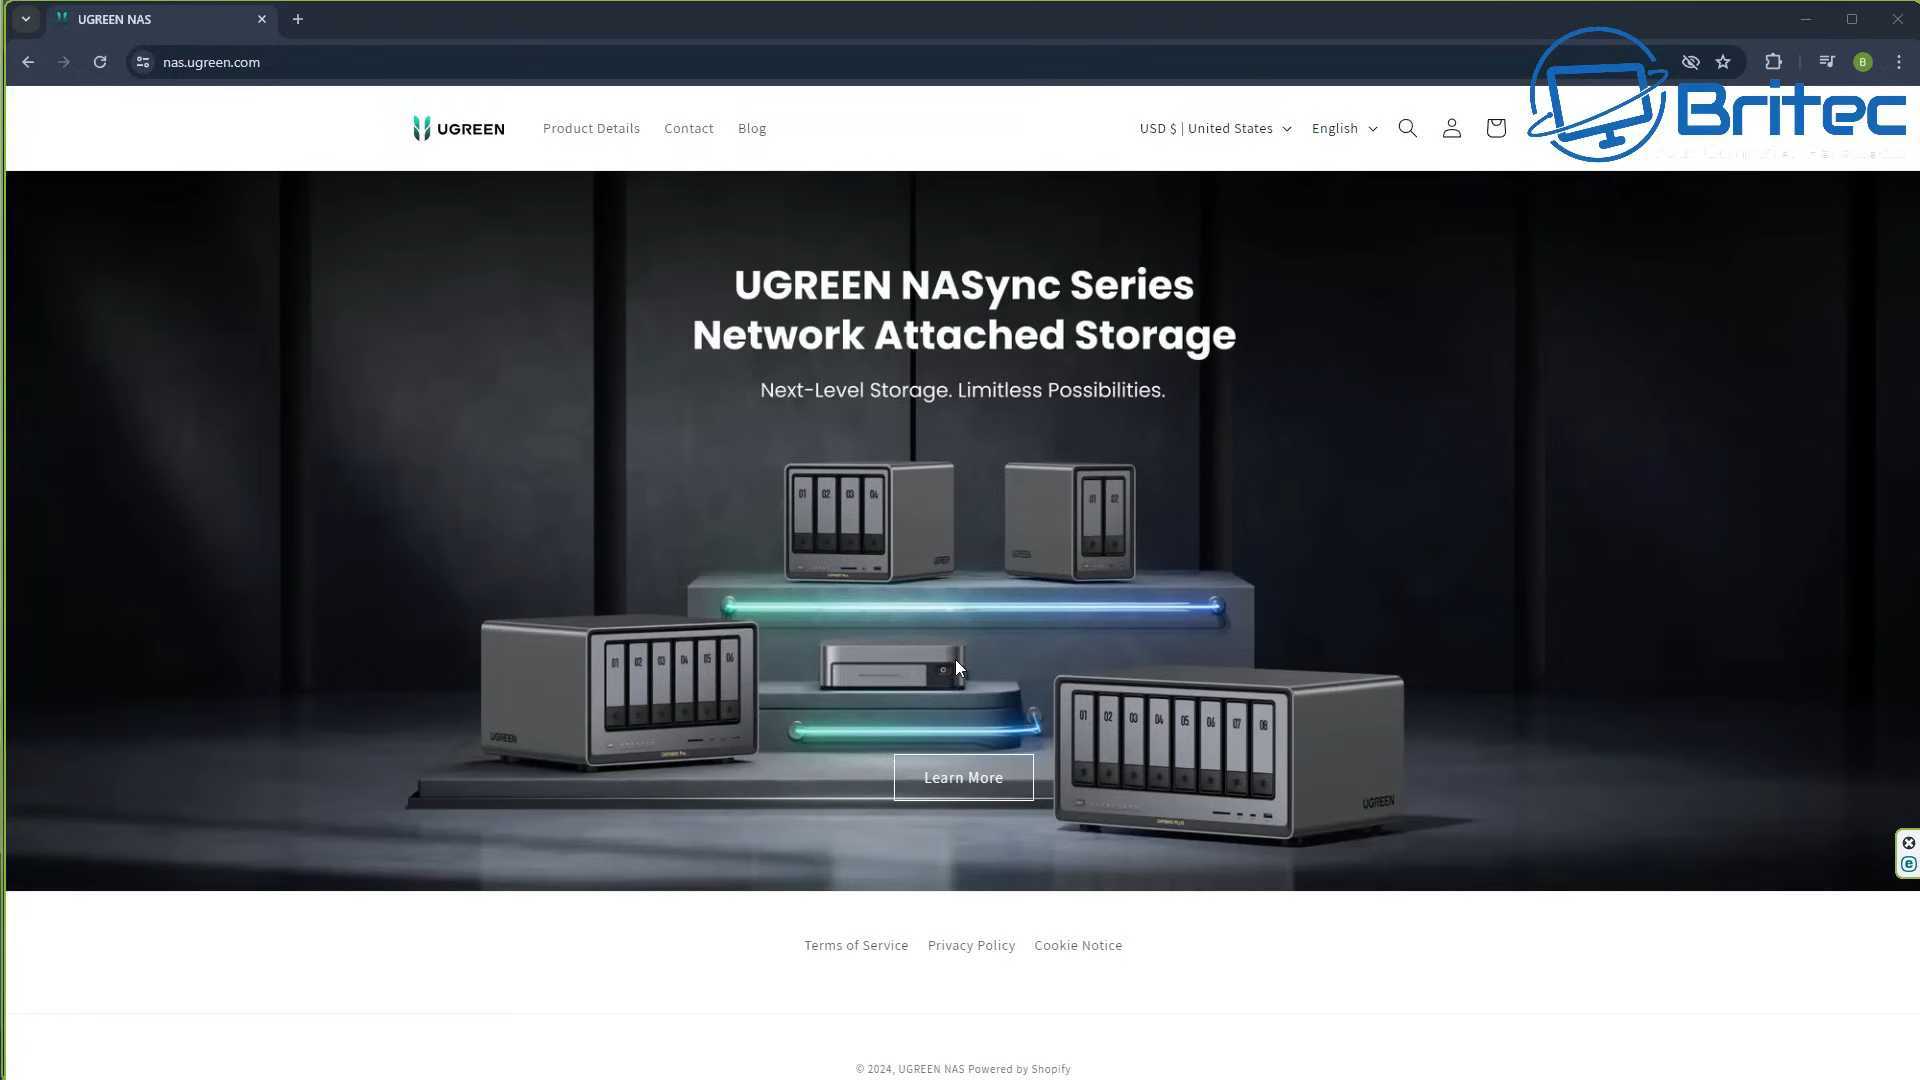 UGREEN NAS
nas.ugreen.com
B
Britec
UGREEN
Product Details
Contact
Blog
USD $ | United States
English
UGREEN NASync Series
Network Attached Storage
Next-Level Storage. Limitless Possibilities.
01 02 03 04
UGREEN
01 02
UGREEN
01 02 03 04 05 06
UGREEN
01 02 03 04 05 06 07 08
UGREEN
Learn More
Terms of Service
Privacy Policy
Cookie Notice
© 2024, UGREEN NAS Powered by Shopify